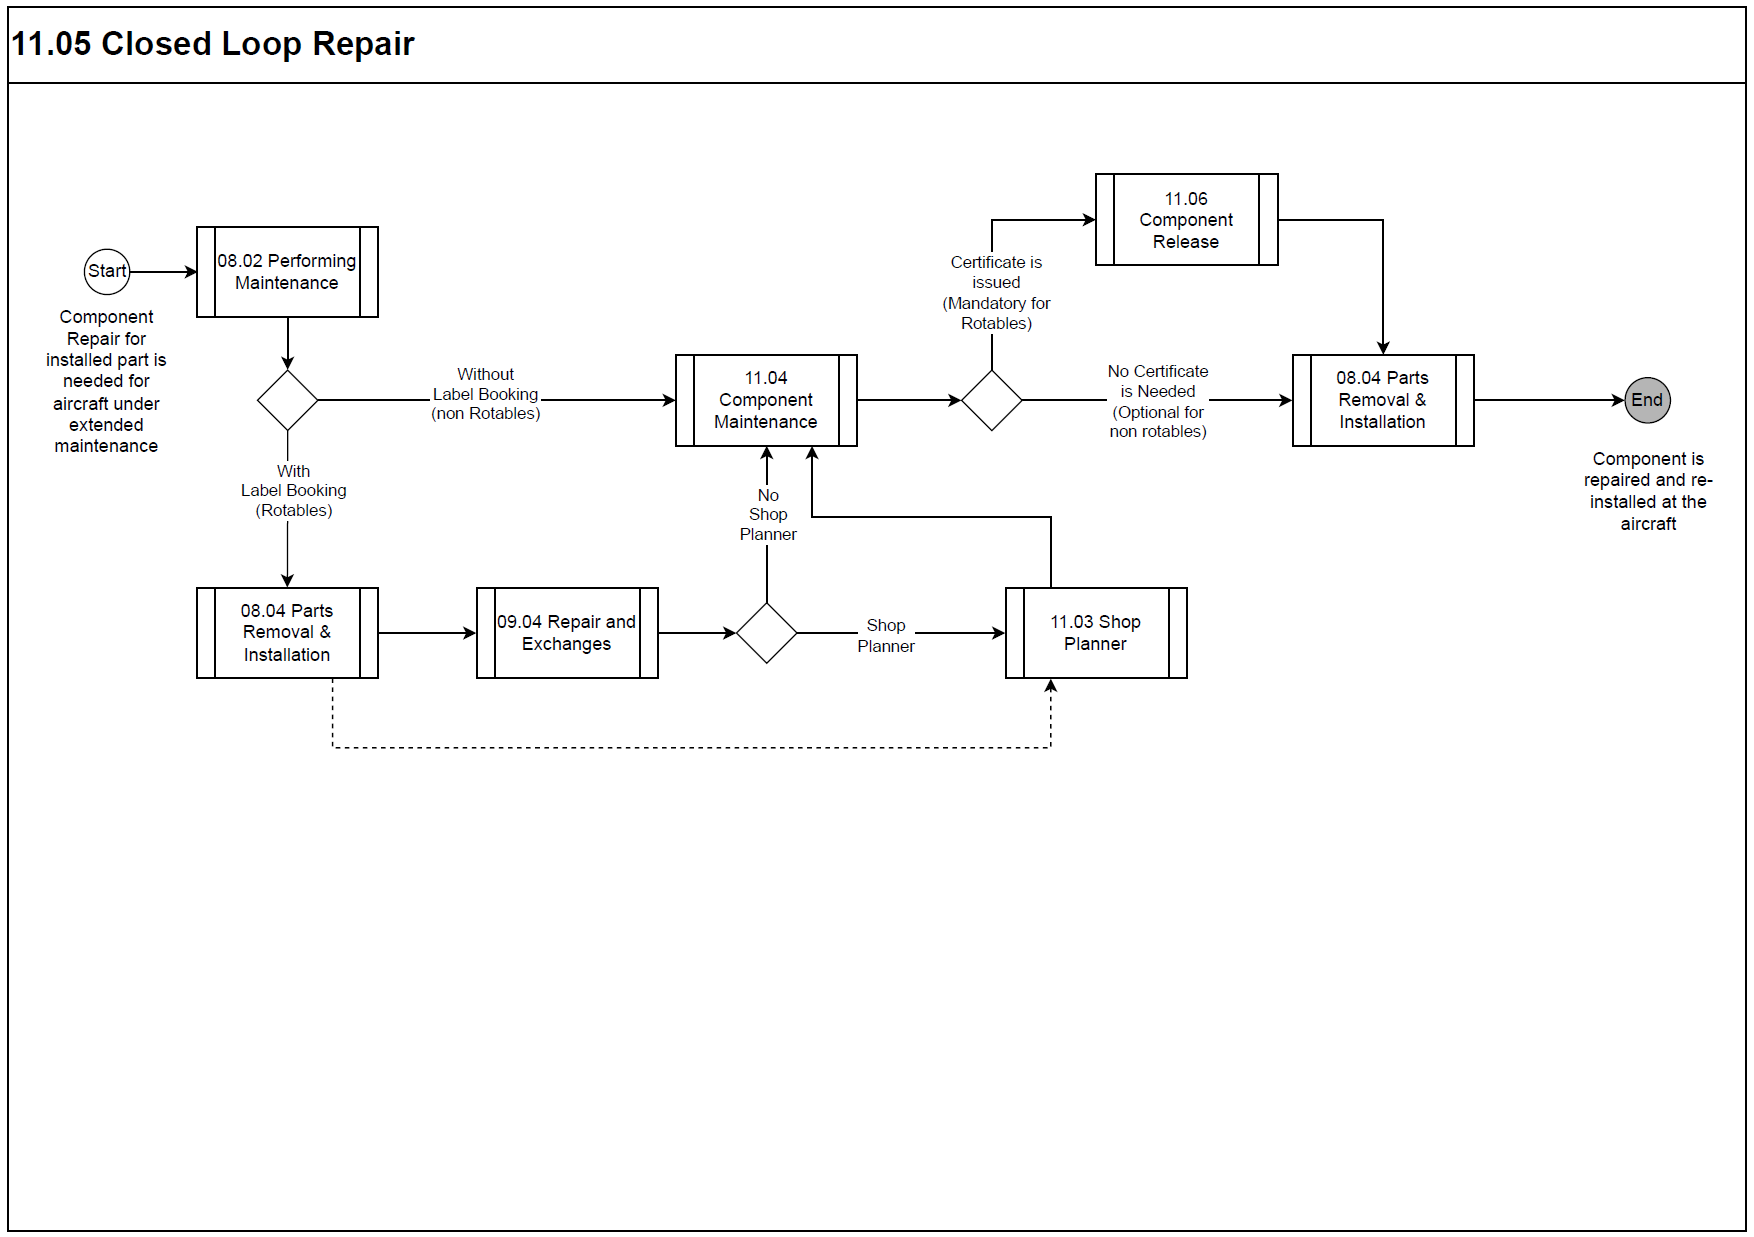 11.05 Closed Loop Repair
Start
Component
Repair for
installed part is
needed for
aircraft under
extended
maintenance
08.02 Performing
Maintenance
Without
Label Booking
(non Rotables)
With
Label Booking
(Rotables)
08.04 Parts
Removal &
Installation
09.04 Repair and
Exchanges
No
Shop
Planner
Shop
Planner
11.03 Shop
Planner
11.04
Component
Maintenance
Certificate is
issued
(Mandatory for
Rotables)
11.06
Component
Release
No Certificate
is Needed
(Optional for
non rotables)
08.04 Parts
Removal &
Installation
End
Component is
repaired and re-
installed at the
aircraft